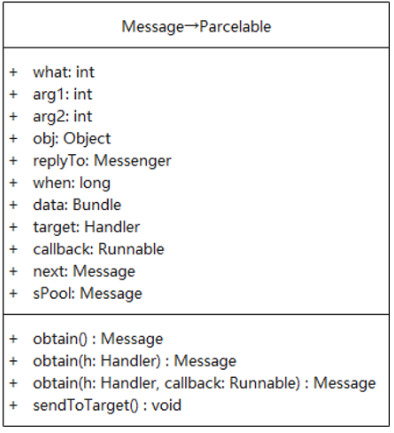 Message→Parcelable
+ what: int
+ arg1: int
+ arg2: int
+ obj: Object
+ replyTo: Messenger
+ when: long
+ data: Bundle
+ target: Handler
+ callback: Runnable
+ next: Message
+ sPool: Message
+ obtain() : Message
+ obtain(h: Handler) : Message
+ obtain(h: Handler, callback: Runnable) : Message
+ sendToTarget() : void